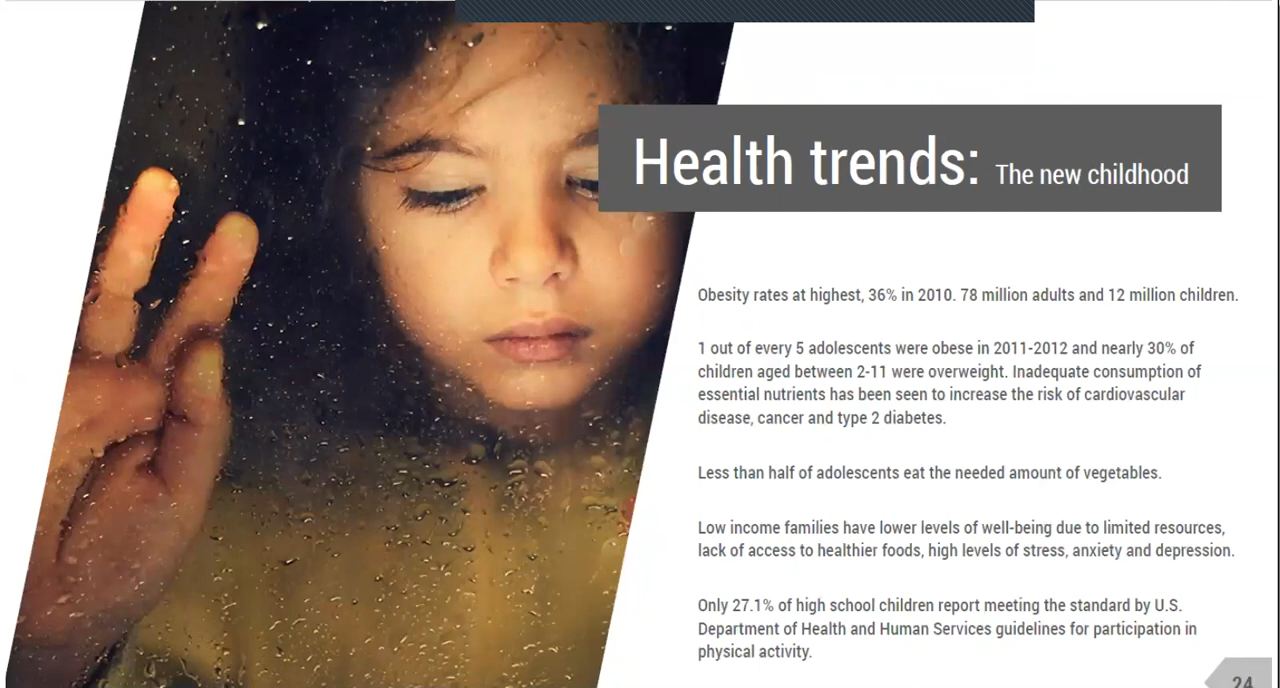 Health trends: The new childhood
Obesity rates at highest, 36% in 2010. 78 million adults and 12 million children.
1 out of every 5 adolescents were obese in 2011-2012 and nearly 30% of
children aged between 2-11 were overweight. Inadequate consumption of
essential nutrients has been seen to increase the risk of cardiovascular
disease, cancer and type 2 diabetes.
Less than half of adolescents eat the needed amount of vegetables.
Low income families have lower levels of well-being due to limited resources,
lack of access to healthier foods, high levels of stress, anxiety and depression.
Only 27.1% of high school children report meeting the standard by U.S.
Department of Health and Human Services guidelines for participation in
physical activity.
24